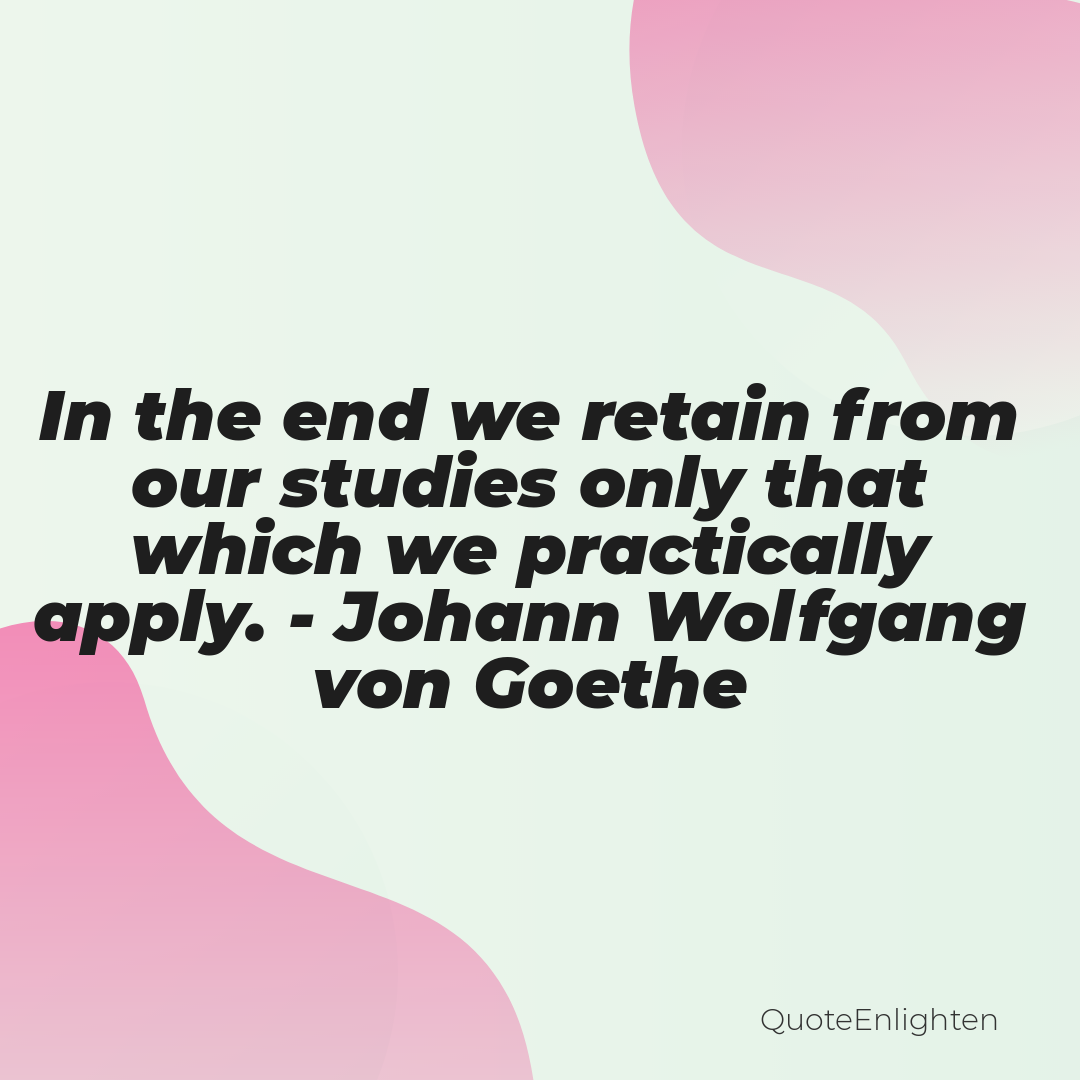 In the end we retain from
our studies only that
which we practically
apply. - Johann Wolfgang
von Goethe
QuoteEnlighten